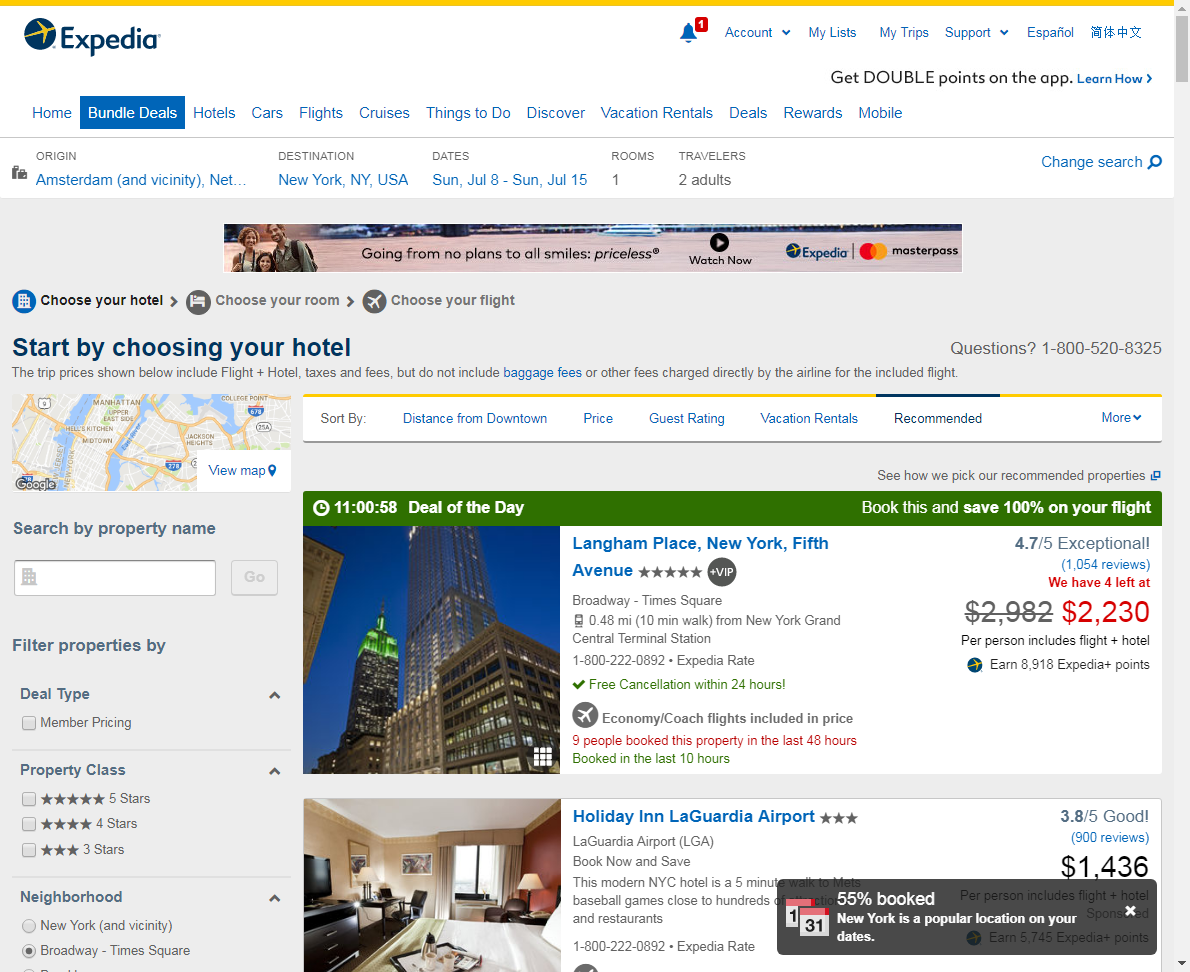 Expedia
1
Account
My Lists
My Trips
Support
Español
简体中文
Get DOUBLE points on the app. Learn How
Home
Bundle Deals
Hotels
Cars
Flights
Cruises
Things to Do
Discover
Vacation Rentals
Deals
Rewards
Mobile
ORIGIN
Amsterdam (and vicinity), Net...
DESTINATION
New York, NY, USA
DATES
Sun, Jul 8 - Sun, Jul 15
ROOMS
1
TRAVELERS
2 adults
Change search
Going from no plans to all smiles: priceless®
Watch Now
Expedia
masterpass
Choose your hotel
Choose your room
Choose your flight
Start by choosing your hotel
Questions? 1-800-520-8325
The trip prices shown below include Flight + Hotel, taxes and fees, but do not include baggage fees or other fees charged directly by the airline for the included flight.
MANHATTAN
UPPER
EAST SIDE
HELL'S KITCHEN
MIDTOWN
East River
JACKSON
HEIGHTS
COLLEGE POINT
9
678
25A
278
Google
View map
Sort By:
Distance from Downtown
Price
Guest Rating
Vacation Rentals
Recommended
More
See how we pick our recommended properties
Search by property name
Go
Filter properties by
Deal Type
Member Pricing
Property Class
5 Stars
4 Stars
3 Stars
Neighborhood
New York (and vicinity)
Broadway - Times Square
11:00:58 Deal of the Day
Book this and save 100% on your flight
Langham Place, New York, Fifth
Avenue
+VIP
Broadway - Times Square
0.48 mi (10 min walk) from New York Grand
Central Terminal Station
1-800-222-0892 • Expedia Rate
Free Cancellation within 24 hours!
Economy/Coach flights included in price
9 people booked this property in the last 48 hours
Booked in the last 10 hours
4.7/5 Exceptional!
(1,054 reviews)
We have 4 left at
$2,982 $2,230
Per person includes flight + hotel
Earn 8,918 Expedia+ points
Holiday Inn LaGuardia Airport
LaGuardia Airport (LGA)
Book Now and Save
This modern NYC hotel is a 5 minute walk to Mets
baseball games close to hundreds of
and restaurants
1-800-222-0892 • Expedia Rate
3.8/5 Good!
(900 reviews)
$1,436
Per person includes flight + hotel
Sponsored
Earn 5,745 Expedia+ points
1
31
55% booked
New York is a popular location on your
dates.